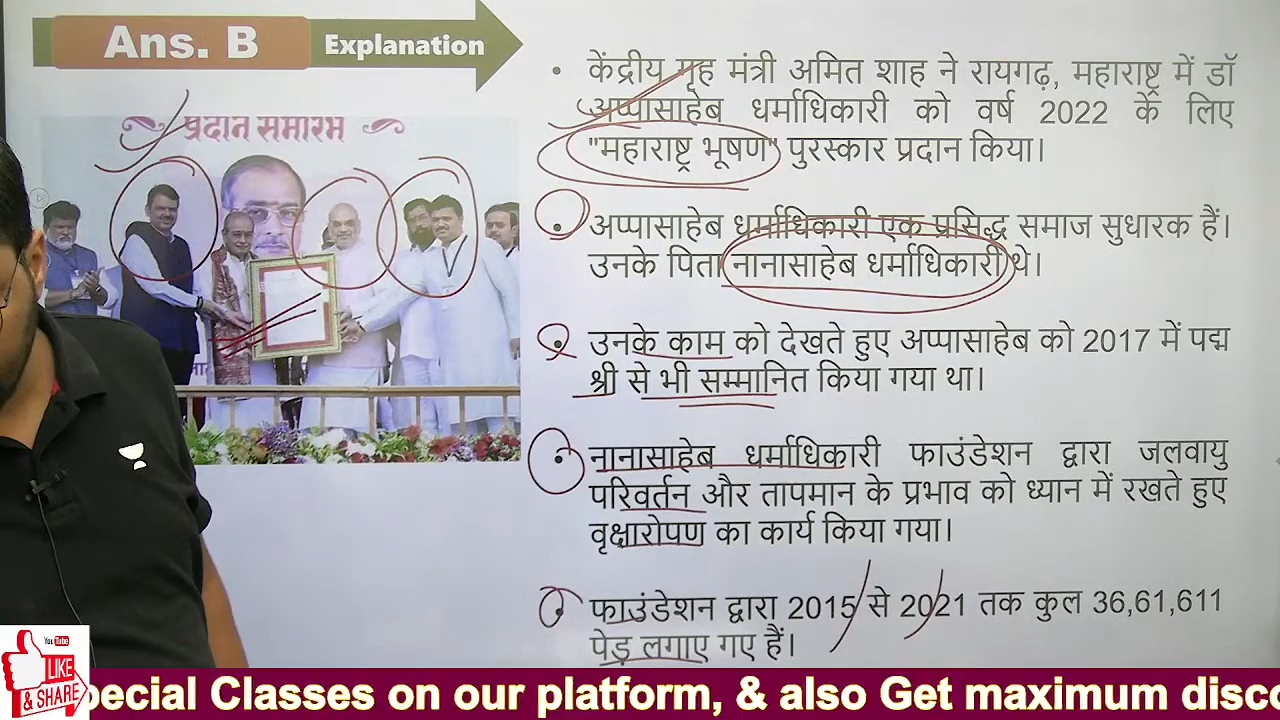 Ans. B
Explanation
प्रदान समारंभ
केंद्रीय गृह मंत्री अमित शाह ने रायगढ़, महाराष्ट्र में डॉ
अप्पासाहेब धर्माधिकारी को वर्ष 2022 के लिए
"महाराष्ट्र भूषण" पुरस्कार प्रदान किया।
अप्पासाहेब धर्माधिकारी एक प्रसिद्ध समाज सुधारक हैं।
उनके पिता नानासाहेब धर्माधिकारी थे।
उनके काम को देखते हुए अप्पासाहेब को 2017 में पद्म
श्री से भी सम्मानित किया गया था।
नानासाहेब धर्माधिकारी फाउंडेशन द्वारा जलवायु
परिवर्तन और तापमान के प्रभाव को ध्यान में रखते हुए
वृक्षारोपण का कार्य किया गया।
फाउंडेशन द्वारा 2015 से 2021 तक कुल 36,61,611
पेड़ लगाए गए हैं।
YouTube
LIKE
& SHARE
pecial Classes on our platform, & also Get maximum disco